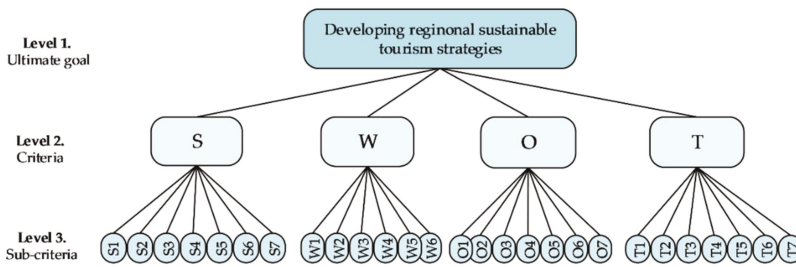 Developing reginonal sustainable
tourism strategies
Level 1.
Ultimate goal
Level 2.
Criteria
S
W
O
T
Level 3.
Sub-criteria
S1 S2 S3 S4 S5 S6 S7 W1 W2 W3 W4 W5 W6 O1 O2 O3 O4 O5 O6 O7 T1 T2 T3 T4 T5 T6 T7